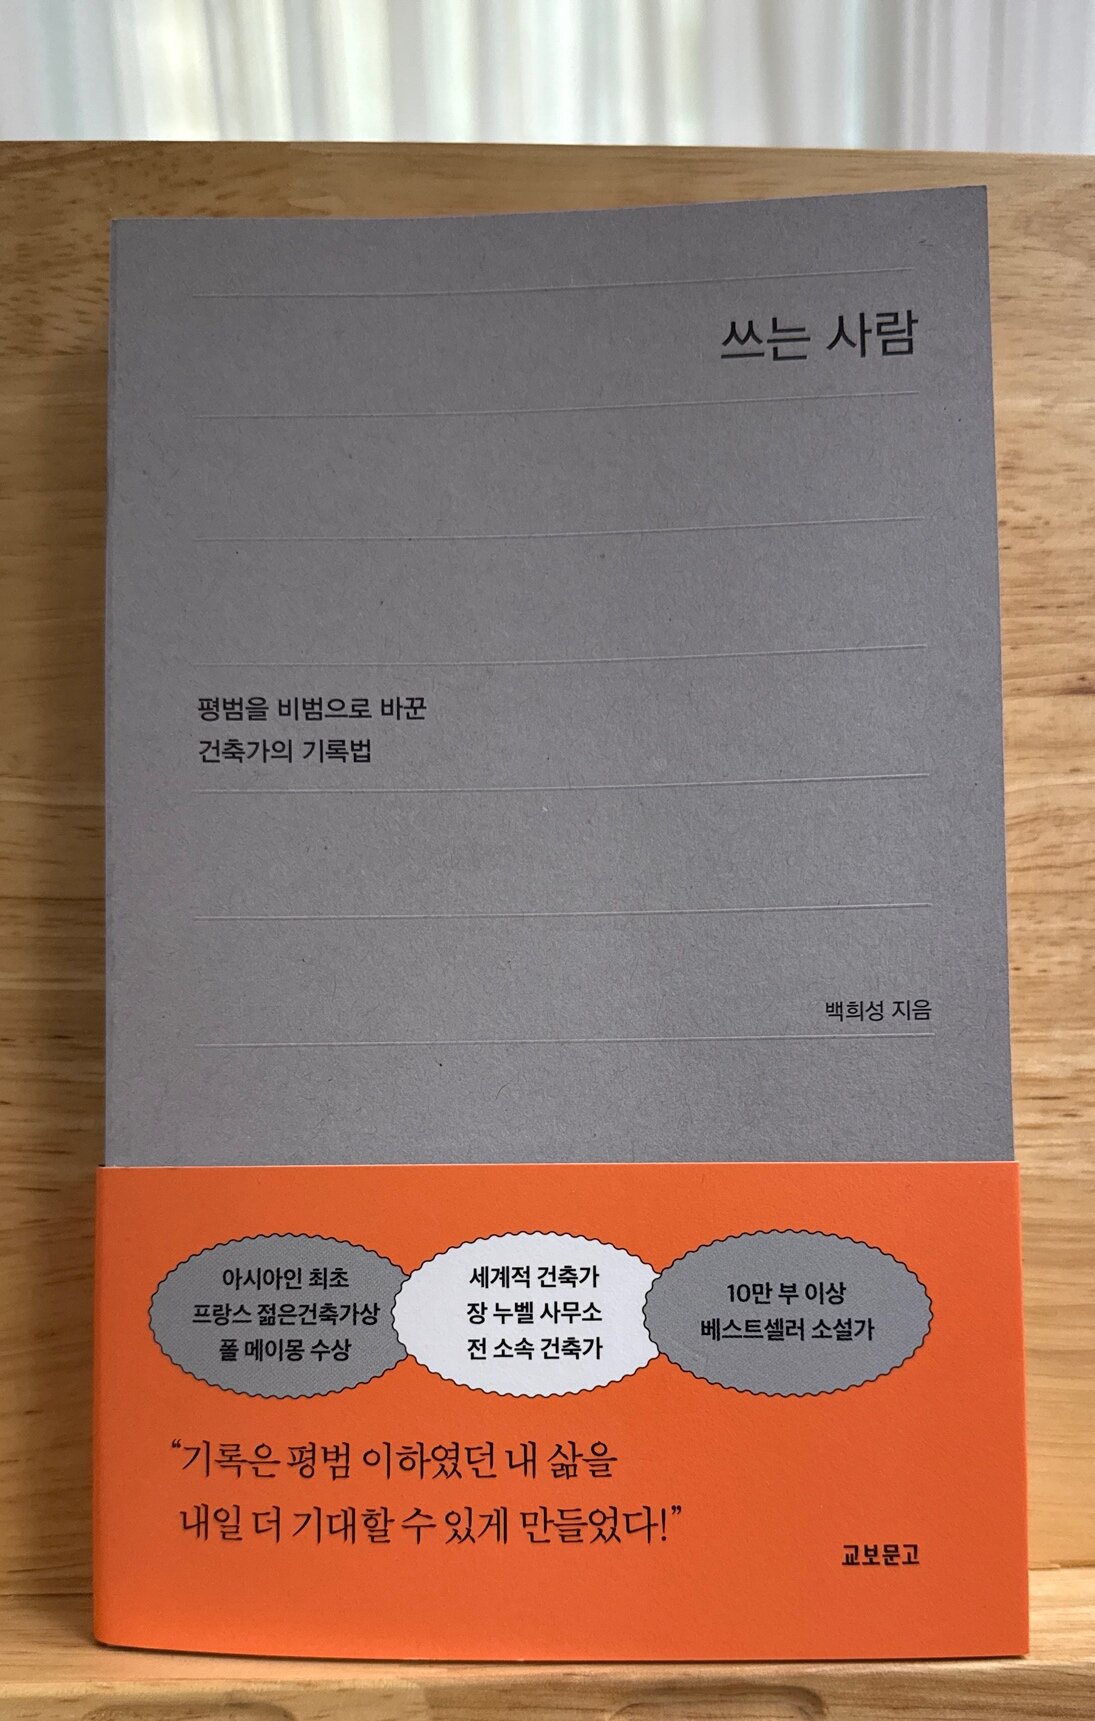 쓰는 사람
평범을 비범으로 바꾼
건축가의 기록법
백희성 지음
아시아인 최초
프랑스 젊은건축가상
폴 메이몽 수상
세계적 건축가
장 누벨 사무소
전 소속 건축가
10만 부 이상
베스트셀러 소설가
“기록은 평범 이하였던 내 삶을
내일 더 기대할 수 있게 만들었다!”
교보문고